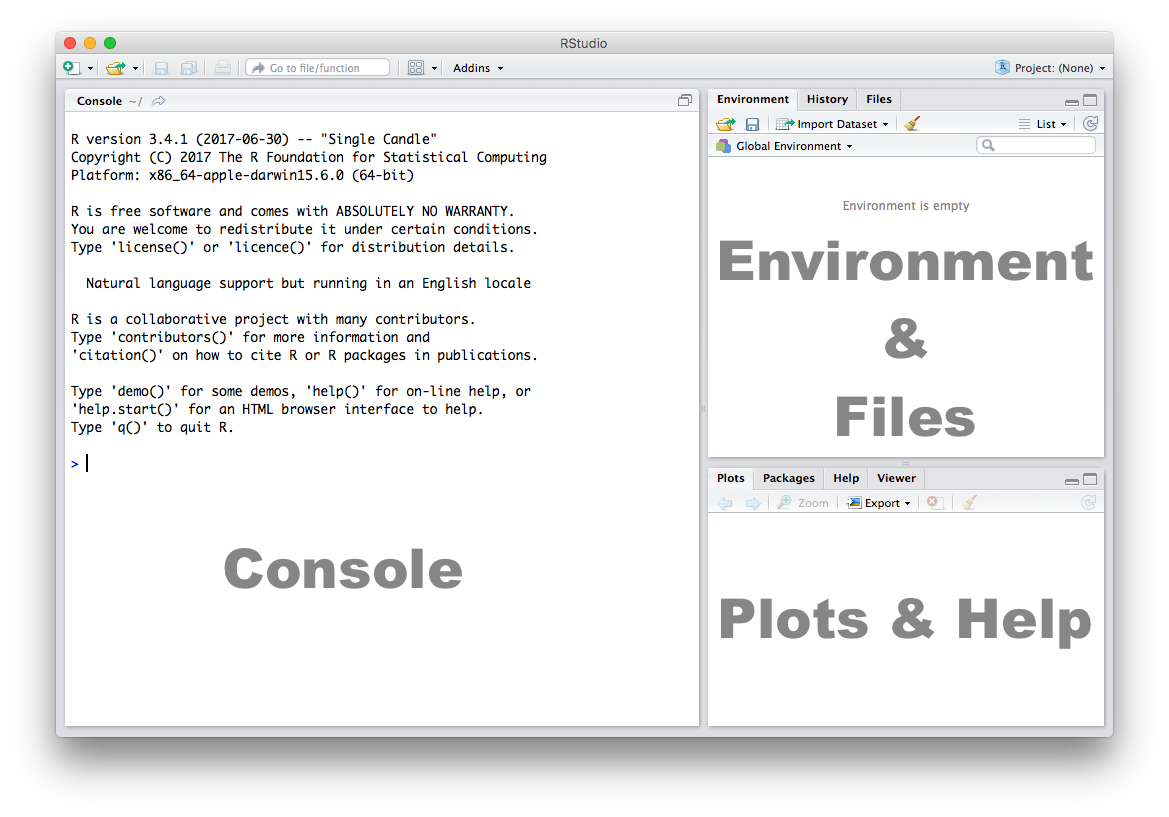 RStudio
Go to file/function
Addins
Project: (None)
Console ~/
R version 3.4.1 (2017-06-30) -- "Single Candle"
Copyright (C) 2017 The R Foundation for Statistical Computing
Platform: x86_64-apple-darwin15.6.0 (64-bit)
R is free software and comes with ABSOLUTELY NO WARRANTY.
You are welcome to redistribute it under certain conditions.
Type 'license()' or 'licence()' for distribution details.
Natural language support but running in an English locale
R is a collaborative project with many contributors.
Type 'contributors()' for more information and
'citation()' on how to cite R or R packages in publications.
Type 'demo()' for some demos, 'help()' for on-line help, or
'help.start()' for an HTML browser interface to help.
Type 'q()' to quit R.
>
Console
Environment History Files
Import Dataset List
Global Environment
Environment is empty
Environment
&
Files
Plots Packages Help Viewer
Zoom Export
Plots & Help